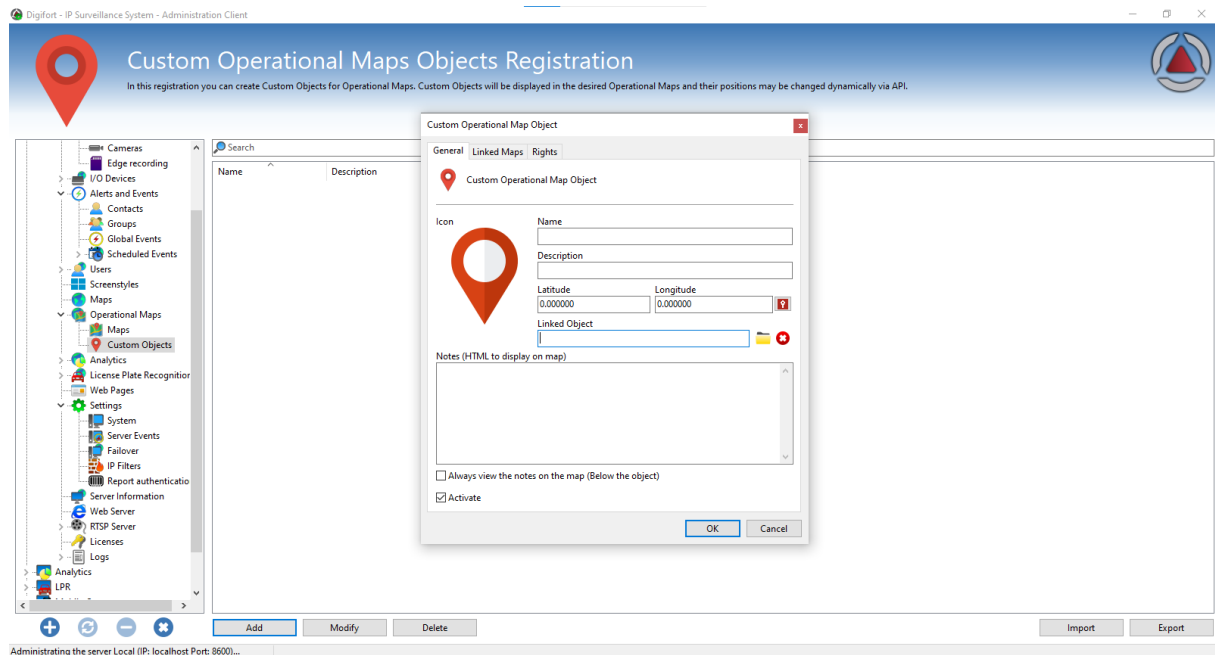 Digifort - IP Surveillance System - Administration Client
Custom Operational Maps Objects Registration
In this registration you can create Custom Objects for Operational Maps. Custom Objects will be displayed in the desired Operational Maps and their positions may be changed dynamically via API.
Cameras
Edge recording
I/O Devices
Alerts and Events
Contacts
Groups
Global Events
Scheduled Events
Users
Screenstyles
Maps
Operational Maps
Maps
Custom Objects
Analytics
License Plate Recognition
Web Pages
Settings
System
Server Events
Failover
IP Filters
Report authenticatio
Server Information
Web Server
RTSP Server
Licenses
Logs
Analytics
LPR
Search
Name Description
Custom Operational Map Object
General Linked Maps Rights
Custom Operational Map Object
Icon
Name
Description
Latitude Longitude
0.000000 0.000000
Linked Object
Notes (HTML to display on map)
Always view the notes on the map (Below the object)
Activate
OK Cancel
Add Modify Delete Import Export
Administrating the server Local (IP: localhost Port: 8600)...